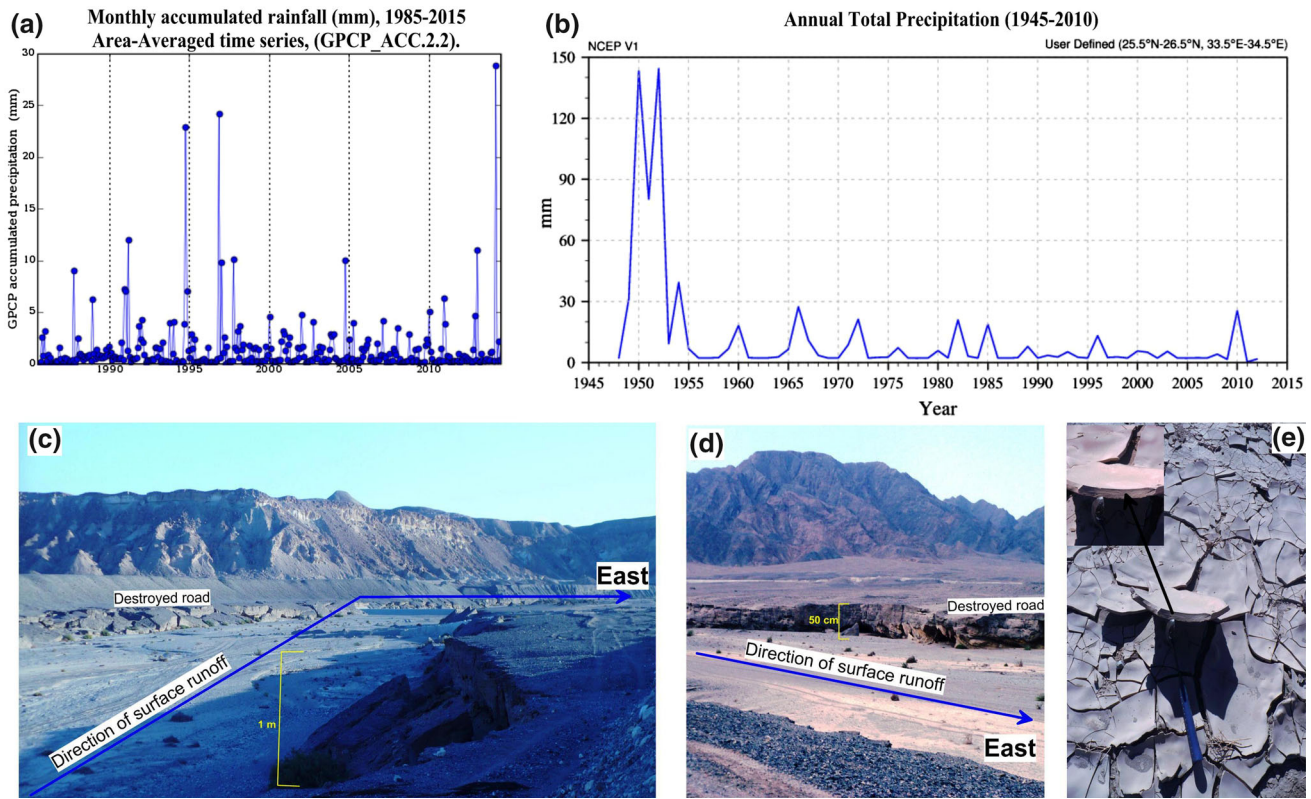 (a)
Monthly accumulated rainfall (mm), 1985-2015
Area-Averaged time series, (GPCP_ACC.2.2).
GPCP accumulated precipitation (mm)
30
25
20
15
10
5
0
1990
1995
2000
2005
2010
(b)
Annual Total Precipitation (1945-2010)
NCEP V1
User Defined (25.5°N-26.5°N, 33.5°E-34.5°E)
mm
150
120
90
60
30
0
1945
1950
1955
1960
1965
1970
1975
1980
1985
1990
1995
2000
2005
2010
2015
Year
(c)
East
Destroyed road
Direction of surface runoff
1 m
(d)
Destroyed road
50 cm
Direction of surface runoff
East
(e)